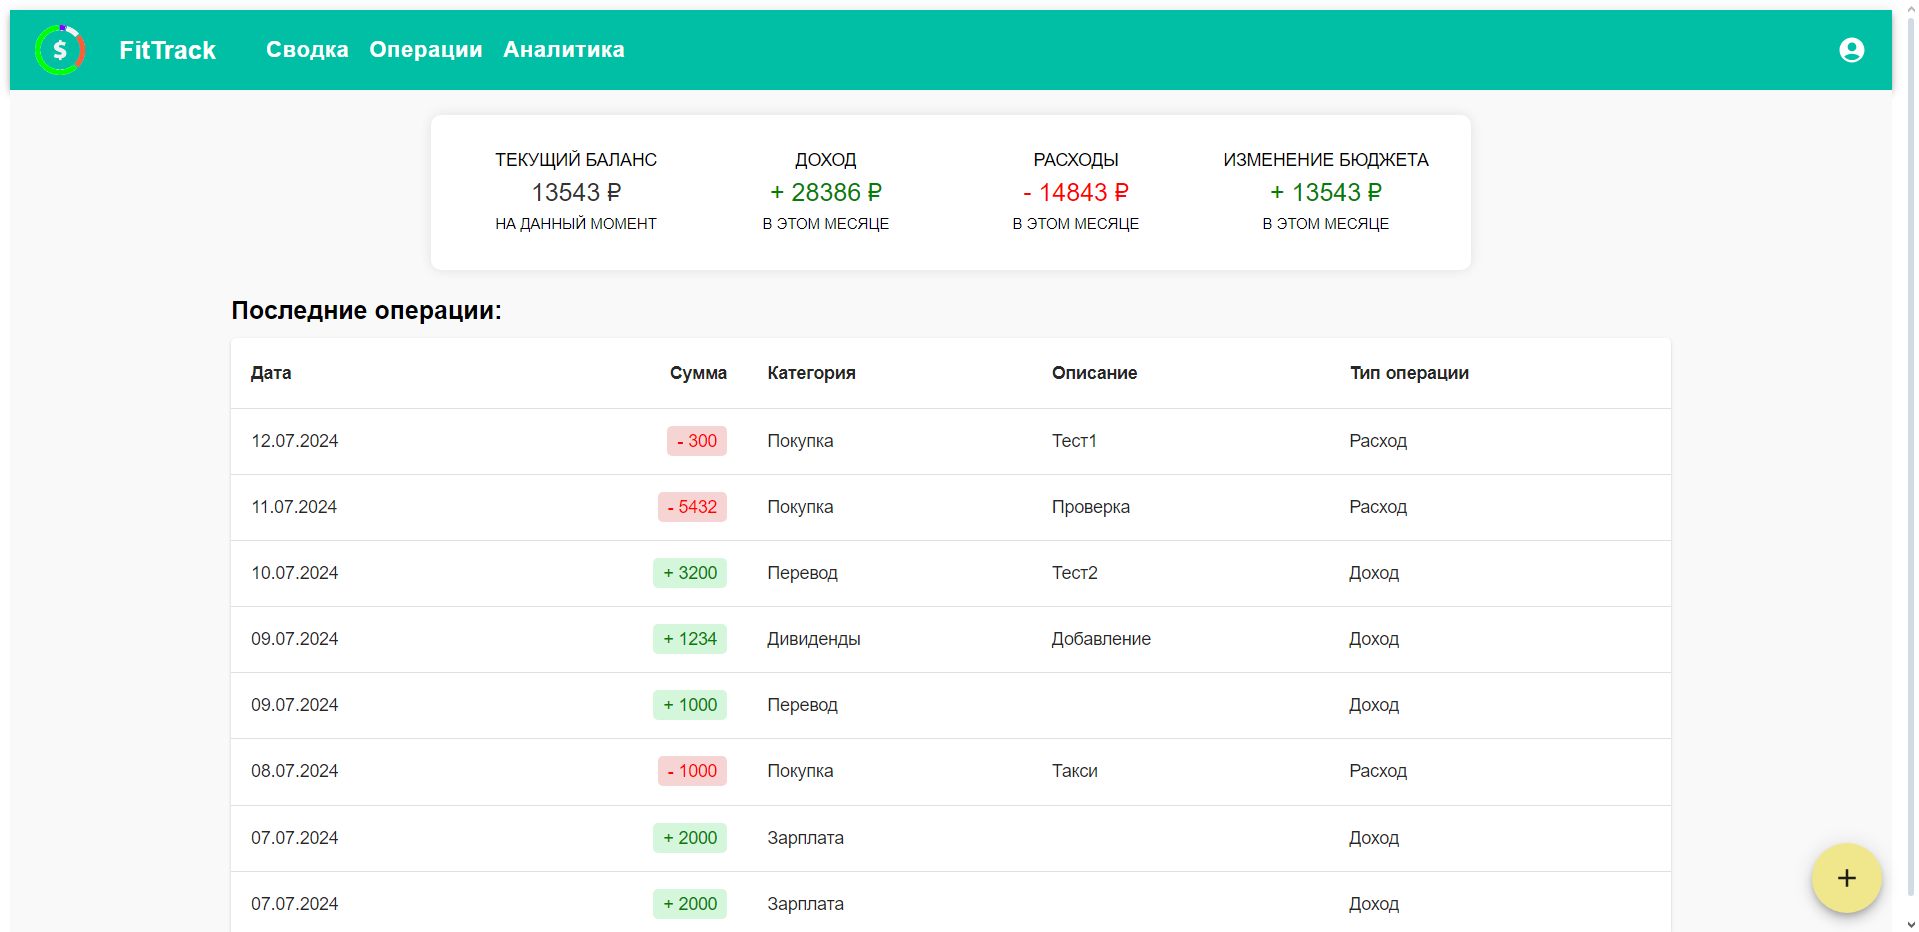 $ FitTrack Сводка Операции Аналитика
ТЕКУЩИЙ БАЛАНС ДОХОД РАСХОДЫ ИЗМЕНЕНИЕ БЮДЖЕТА
13543 ₽ + 28386 ₽ - 14843 ₽ + 13543 ₽
НА ДАННЫЙ МОМЕНТ В ЭТОМ МЕСЯЦЕ В ЭТОМ МЕСЯЦЕ В ЭТОМ МЕСЯЦЕ
Последние операции:
Дата Сумма Категория Описание Тип операции
12.07.2024 - 300 Покупка Тест1 Расход
11.07.2024 - 5432 Покупка Проверка Расход
10.07.2024 + 3200 Перевод Тест2 Доход
09.07.2024 + 1234 Дивиденды Добавление Доход
09.07.2024 + 1000 Перевод Доход
08.07.2024 - 1000 Покупка Такси Расход
07.07.2024 + 2000 Зарплата Доход
07.07.2024 + 2000 Зарплата Доход
+